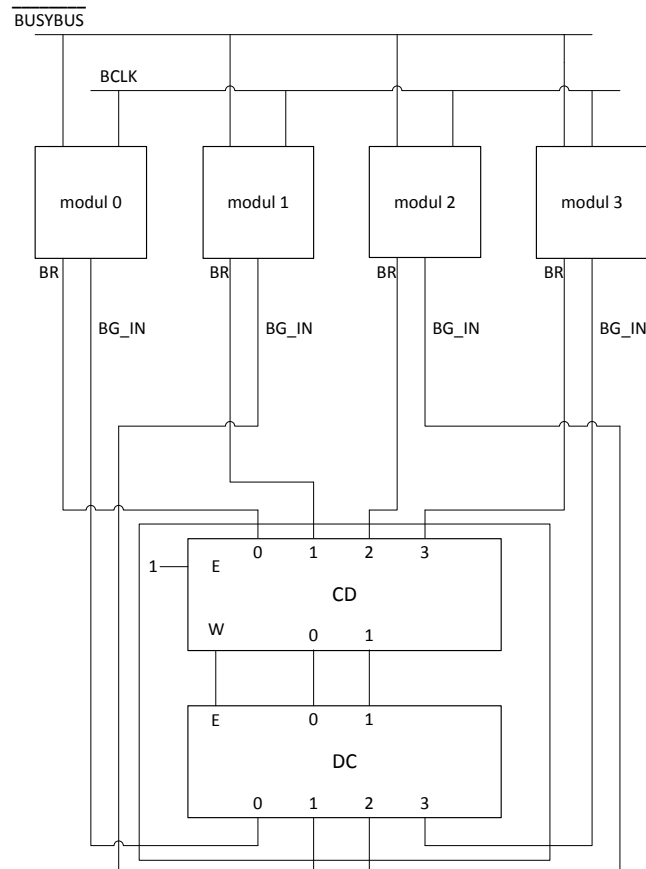 BUSYBUS
BCLK
modul 0 modul 1 modul 2 modul 3
BR BR BR BR
BG_IN BG_IN BG_IN BG_IN
0 1 2 3
1 E
CD
W 0 1
E 0 1
DC
0 1 2 3